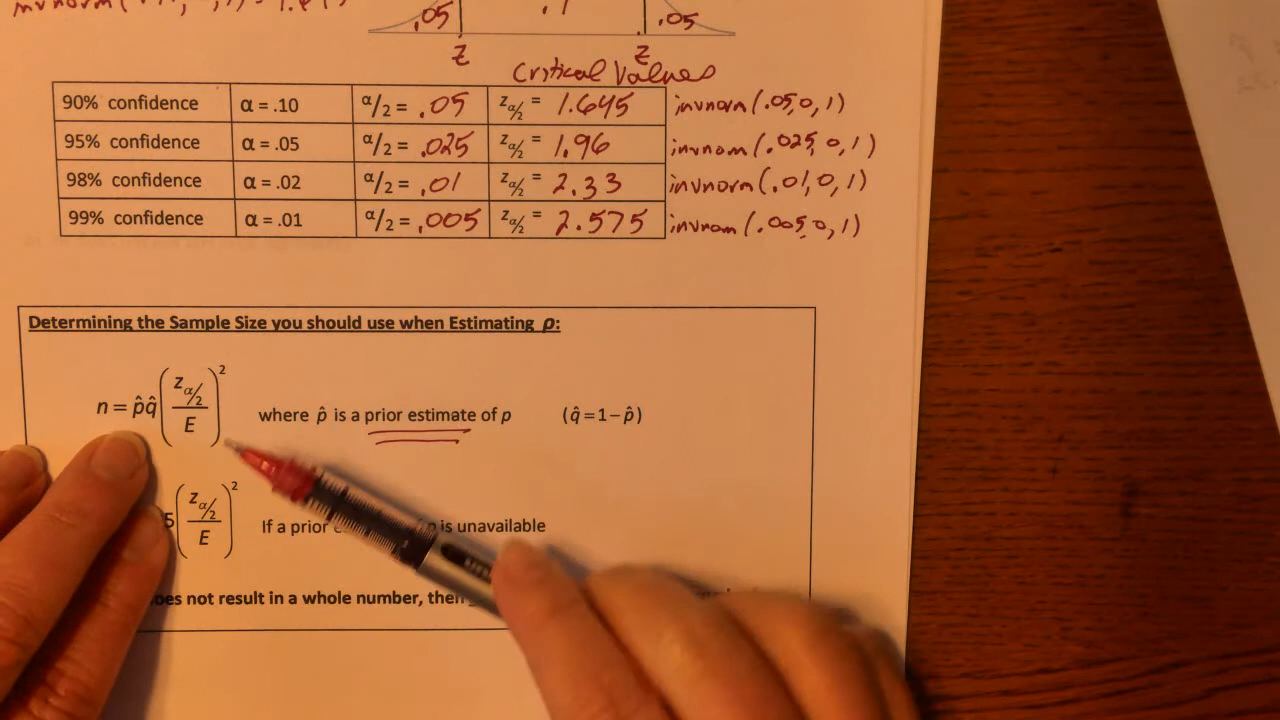 .05 .1 .05
z z
Critical Values
90% confidence α = .10 α/2 = .05 zα/2 = 1.645 invnorm(.05,0,1)
95% confidence α = .05 α/2 = .025 zα/2 = 1.96 invnom(.025,0,1)
98% confidence α = .02 α/2 = .01 zα/2 = 2.33 invnorm(.01,0,1)
99% confidence α = .01 α/2 = .005 zα/2 = 2.575 invnom(.005,0,1)
Determining the Sample Size you should use when Estimating ρ:
n = p̂q̂(zα/2/E)² where p̂ is a prior estimate of p (q̂=1−p̂)
5(zα/2/E)² If a prior is unavailable
oes not result in a whole number, then